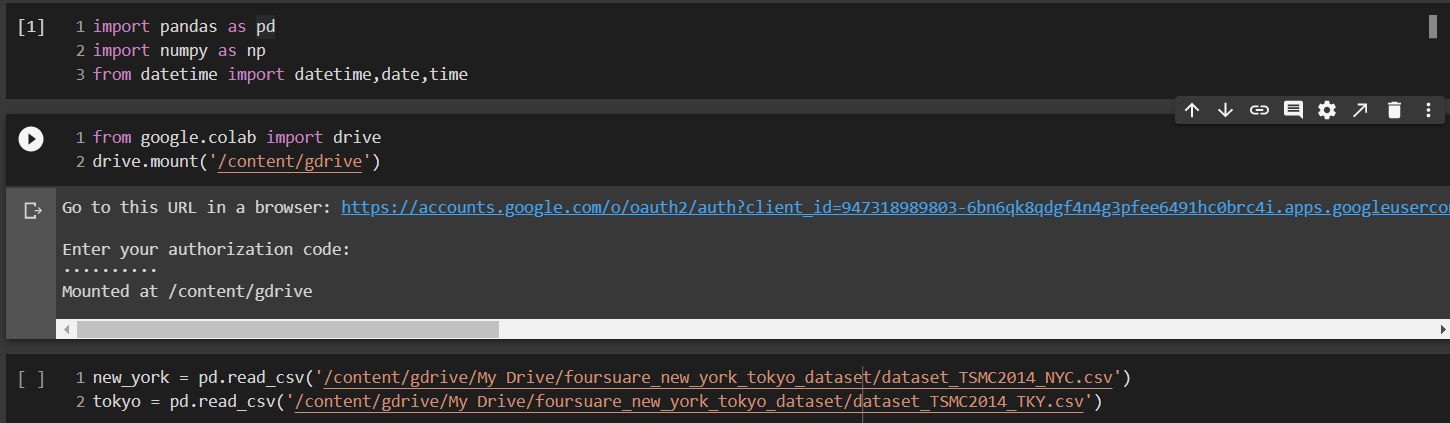 [1]
1 import pandas as pd
2 import numpy as np
3 from datetime import datetime,date,time
1 from google.colab import drive
2 drive.mount('/content/gdrive')
Go to this URL in a browser: https://accounts.google.com/o/oauth2/auth?client_id=947318989803-6bn6qk8qdgf4n4g3pfee6491hc0brc4i.apps.googleusercon
Enter your authorization code:
··········
Mounted at /content/gdrive
[ ]
1 new_york = pd.read_csv('/content/gdrive/My Drive/foursuare_new_york_tokyo_dataset/dataset_TSMC2014_NYC.csv')
2 tokyo = pd.read_csv('/content/gdrive/My Drive/foursuare_new_york_tokyo_dataset/dataset_TSMC2014_TKY.csv')